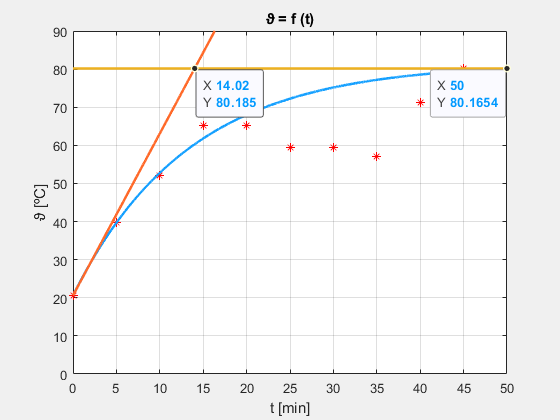 ϑ = f (t)
90
80
70
60
50
40
30
20
10
0
ϑ [ºC]
X 14.02
Y 80.185
X 50
Y 80.1654
0 5 10 15 20 25 30 35 40 45 50
t [min]